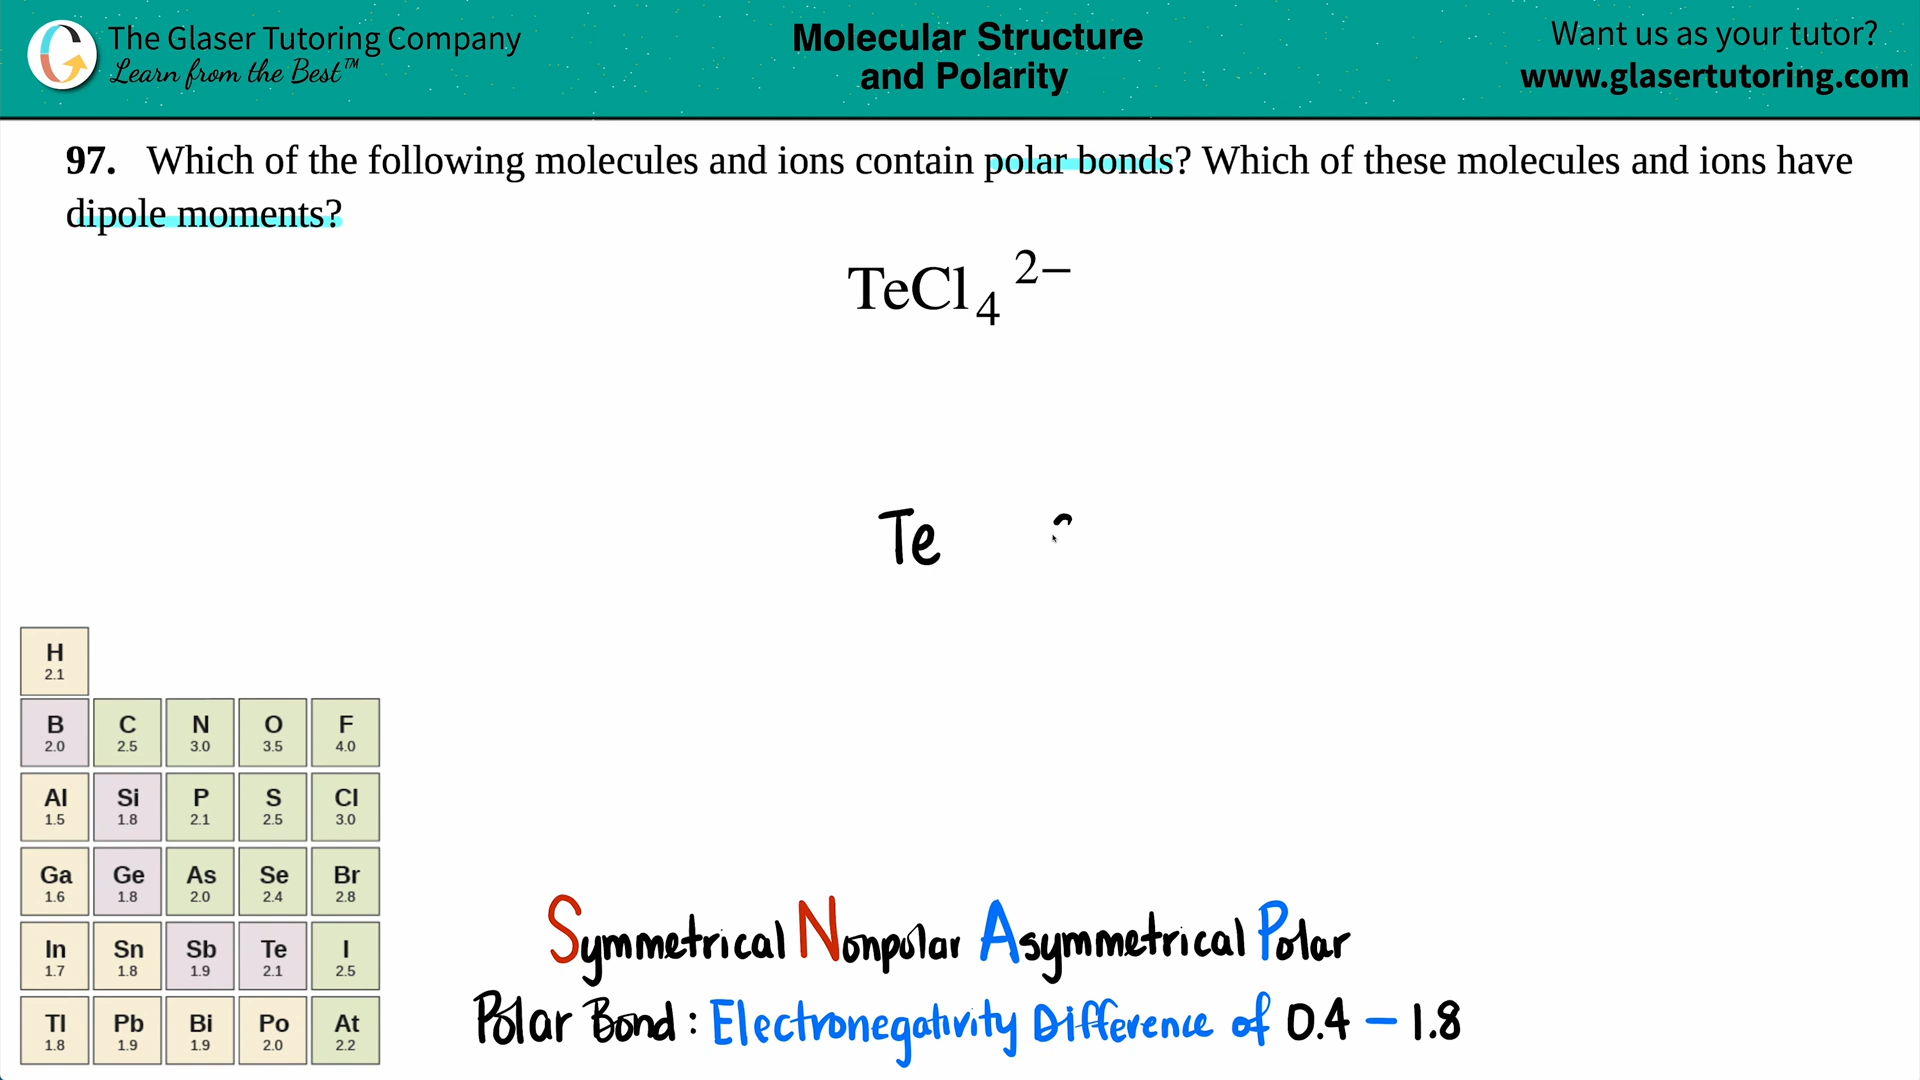 The Glaser Tutoring Company
Learn from the Best™
Molecular Structure
and Polarity
Want us as your tutor?
www.glasertutoring.com
97. Which of the following molecules and ions contain polar bonds? Which of these molecules and ions have
dipole moments?
TeCl₄²⁻
Te
H
2.1
B C N O F
2.0 2.5 3.0 3.5 4.0
Al Si P S Cl
1.5 1.8 2.1 2.5 3.0
Ga Ge As Se Br
1.6 1.8 2.0 2.4 2.8
In Sn Sb Te I
1.7 1.8 1.9 2.1 2.5
Tl Pb Bi Po At
1.8 1.9 1.9 2.0 2.2
Symmetrical Nonpolar Asymmetrical Polar
Polar Bond: Electronegativity Difference of 0.4 – 1.8